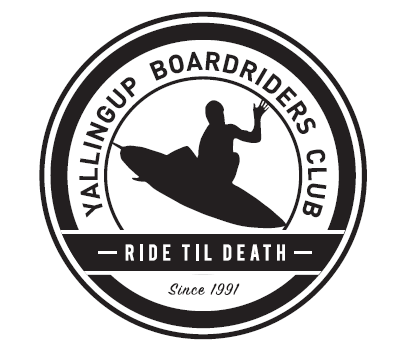 YALLINGUP BOARDRIDERS CLUB
— RIDE TIL DEATH —
Since 1991